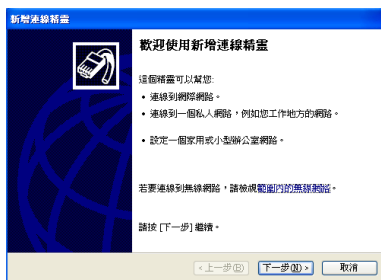 新增連線精靈
歡迎使用新增連線精靈
這個精靈可以幫您:
• 連線到網際網路。
• 連線到一個私人網路，例如您工作地方的網路。
• 設定一個家用或小型辦公室網路。
若要連線到無線網路，請檢視範圍內的無線網路。
請按 [下一步] 繼續。
<上一步(B) 下一步(N)> 取消